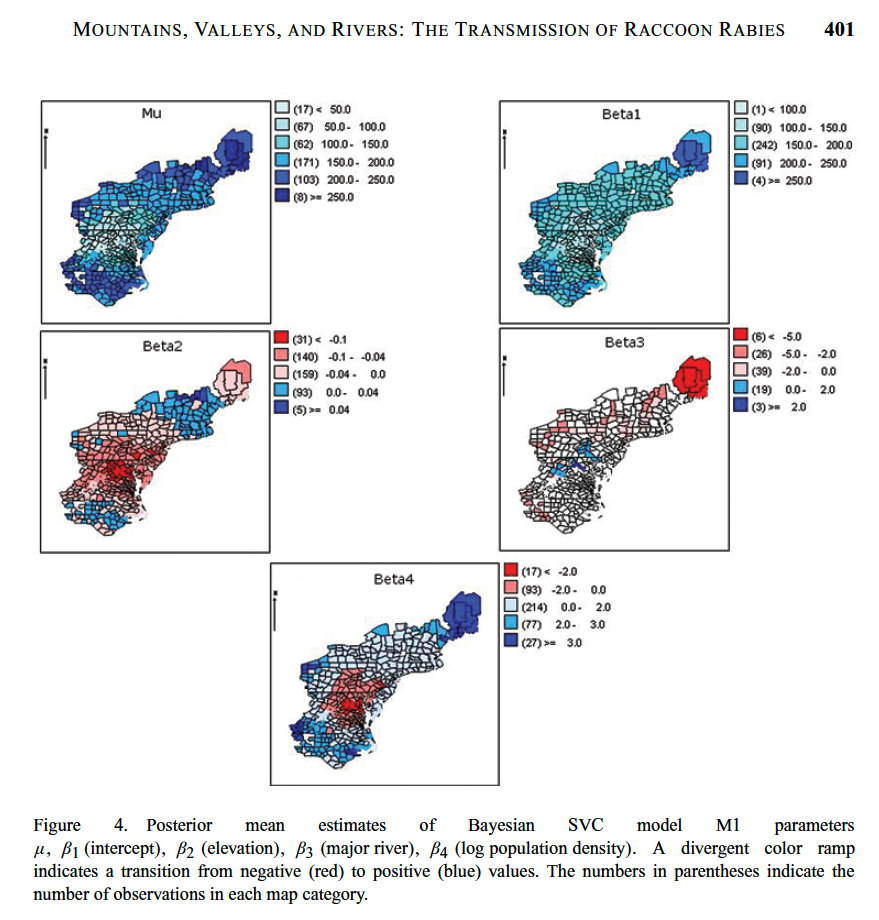 MOUNTAINS, VALLEYS, AND RIVERS: THE TRANSMISSION OF RACCOON RABIES 401
Mu
(17) < 50.0
(67) 50.0 - 100.0
(62) 100.0 - 150.0
(171) 150.0 - 200.0
(103) 200.0 - 250.0
(8) >= 250.0
Beta1
(1) < 100.0
(90) 100.0 - 150.0
(242) 150.0 - 200.0
(91) 200.0 - 250.0
(4) >= 250.0
Beta2
(31) < -0.1
(140) -0.1 - -0.04
(159) -0.04 - 0.0
(93) 0.0 - 0.04
(5) >= 0.04
Beta3
(6) < -5.0
(26) -5.0 - -2.0
(39) -2.0 - 0.0
(19) 0.0 - 2.0
(3) >= 2.0
Beta4
(17) < -2.0
(93) -2.0 - 0.0
(214) 0.0 - 2.0
(77) 2.0 - 3.0
(27) >= 3.0
Figure 4. Posterior mean estimates of Bayesian SVC model M1 parameters
μ, β1 (intercept), β2 (elevation), β3 (major river), β4 (log population density). A divergent color ramp
indicates a transition from negative (red) to positive (blue) values. The numbers in parentheses indicate the
number of observations in each map category.